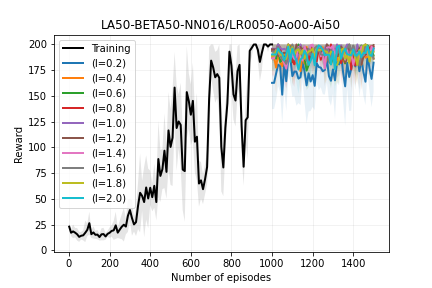 LA50-BETA50-NN016/LR0050-Ao00-Ai50
Reward
200
175
150
125
100
75
50
25
0
Training
(l=0.2)
(l=0.4)
(l=0.6)
(l=0.8)
(l=1.0)
(l=1.2)
(l=1.4)
(l=1.6)
(l=1.8)
(l=2.0)
0 200 400 600 800 1000 1200 1400
Number of episodes